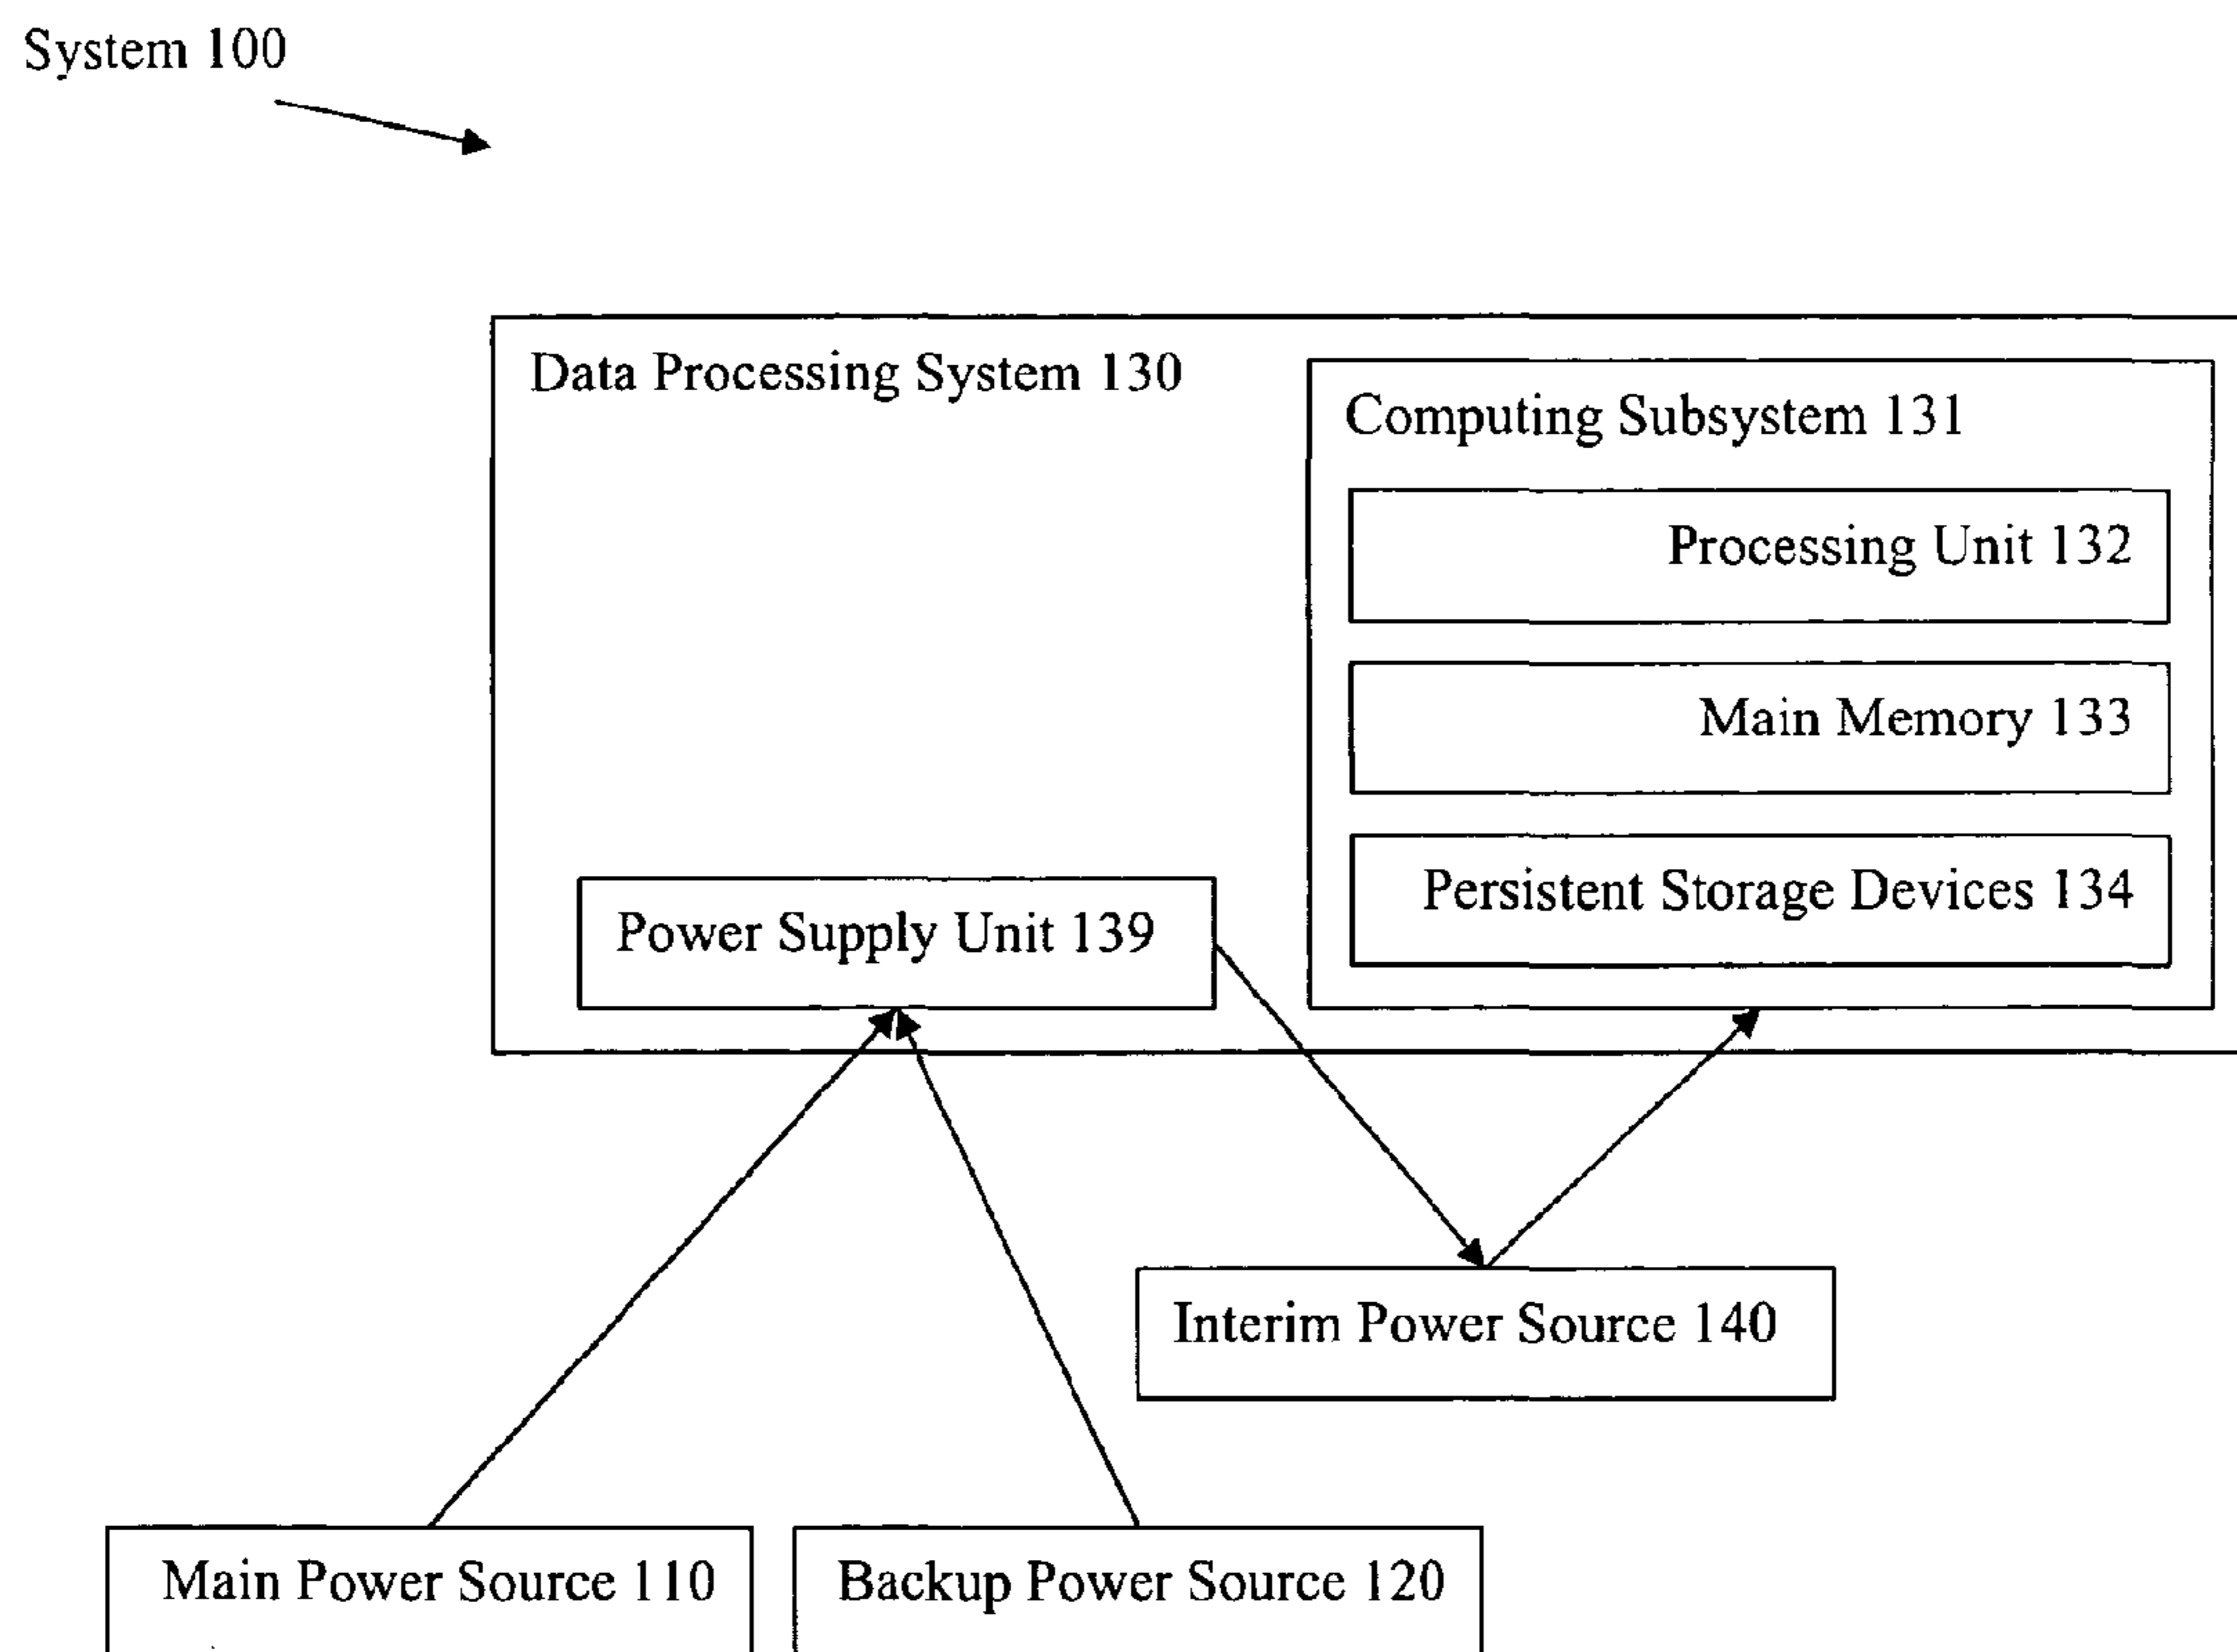 System 100
Data Processing System 130
Computing Subsystem 131
Processing Unit 132
Main Memory 133
Persistent Storage Devices 134
Power Supply Unit 139
Interim Power Source 140
Main Power Source 110
Backup Power Source 120